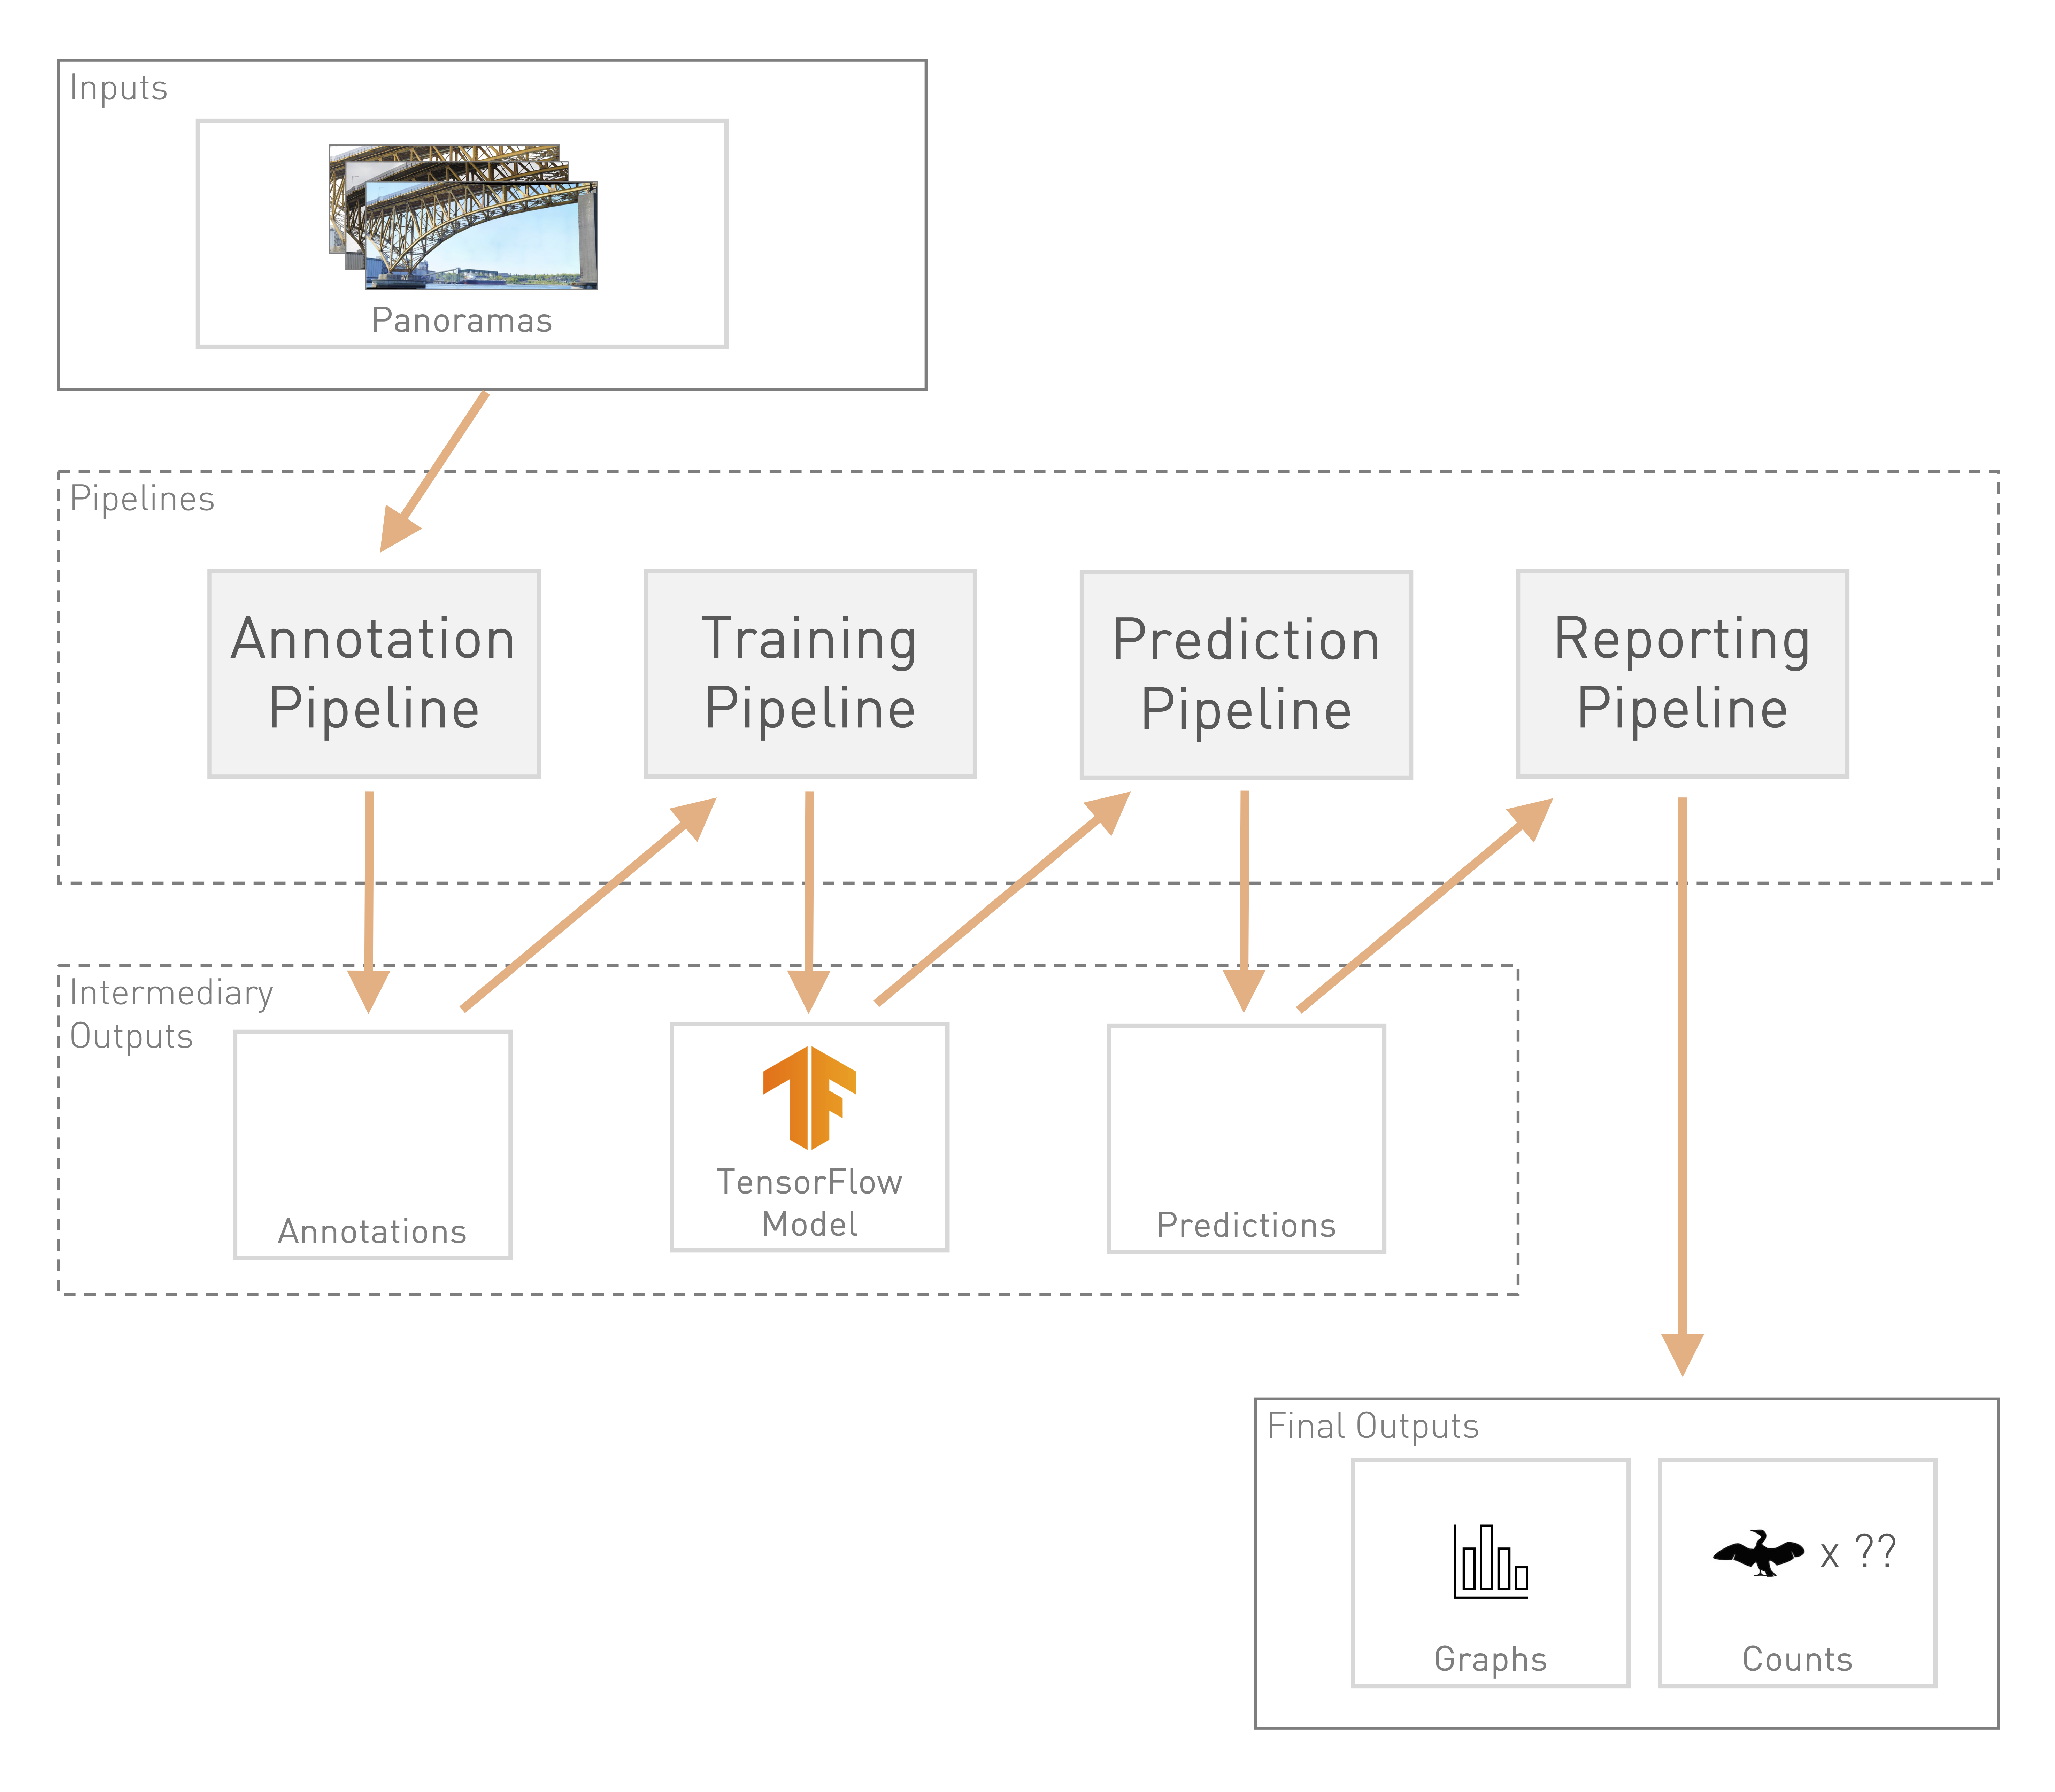 Inputs
Panoramas
Pipelines
Annotation
Pipeline
Training
Pipeline
Prediction
Pipeline
Reporting
Pipeline
Intermediary
Outputs
Annotations
TensorFlow
Model
Predictions
Final Outputs
x ??
Graphs
Counts